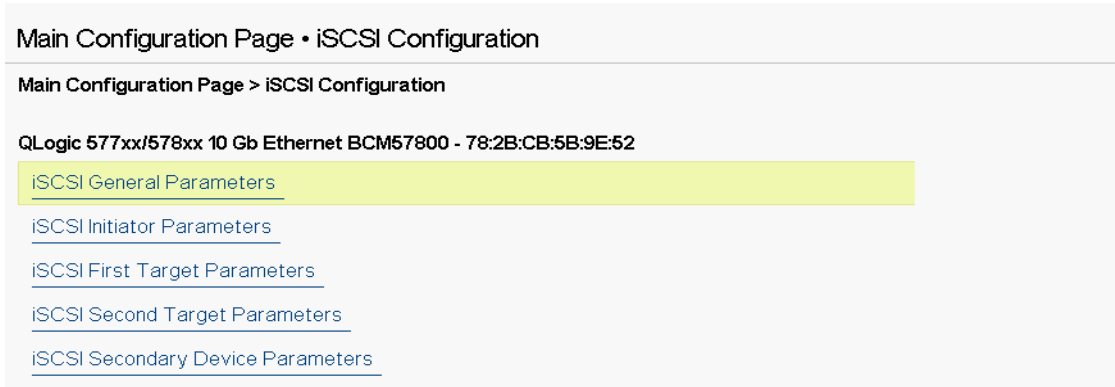 Main Configuration Page • iSCSI Configuration
Main Configuration Page > iSCSI Configuration
QLogic 577xx/578xx 10 Gb Ethernet BCM57800 - 78:2B:CB:5B:9E:52
iSCSI General Parameters
iSCSI Initiator Parameters
iSCSI First Target Parameters
iSCSI Second Target Parameters
iSCSI Secondary Device Parameters